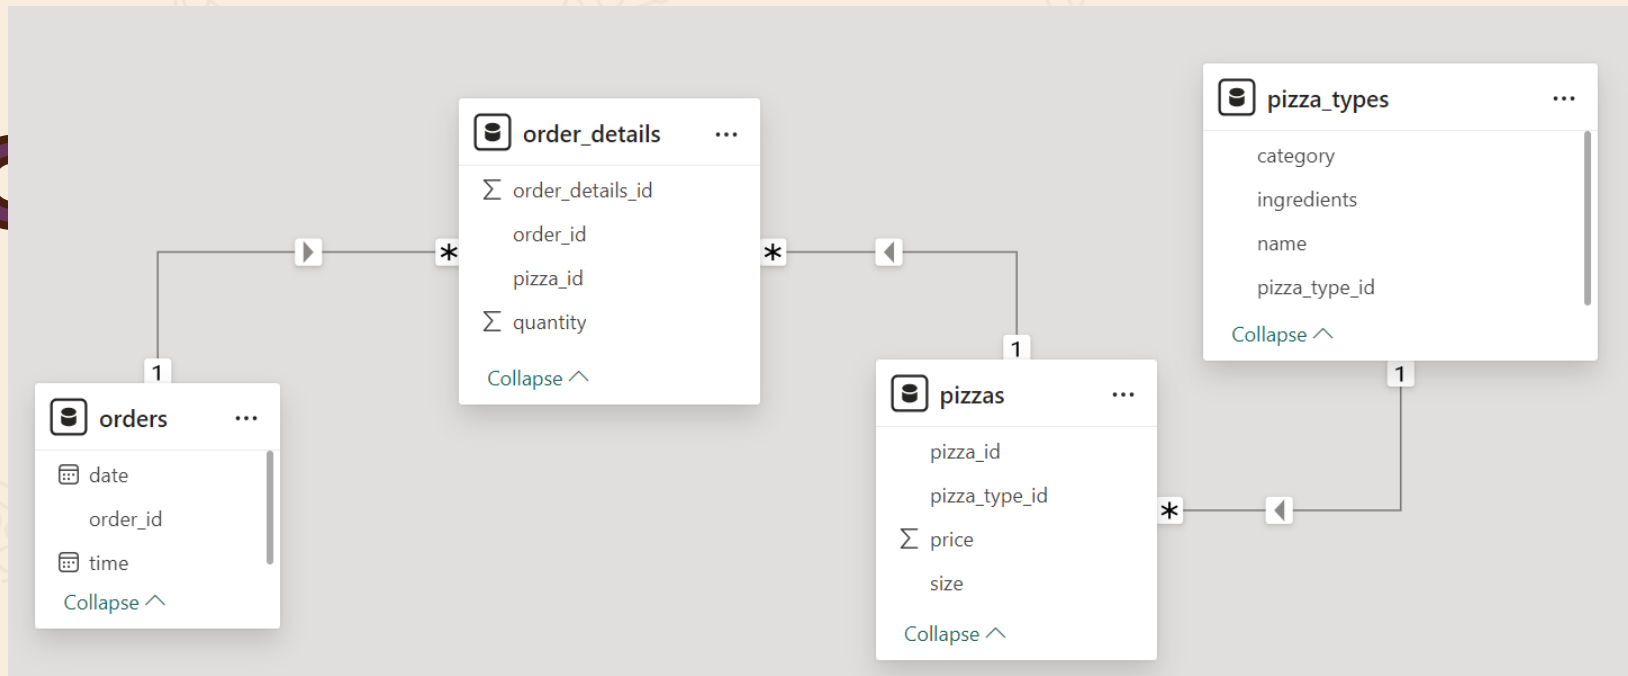 order_details
order_details_id
order_id
pizza_id
quantity
Collapse
*
*
1
orders
date
order_id
time
Collapse
1
pizzas
pizza_id
pizza_type_id
price
size
Collapse
*
1
pizza_types
category
ingredients
name
pizza_type_id
Collapse